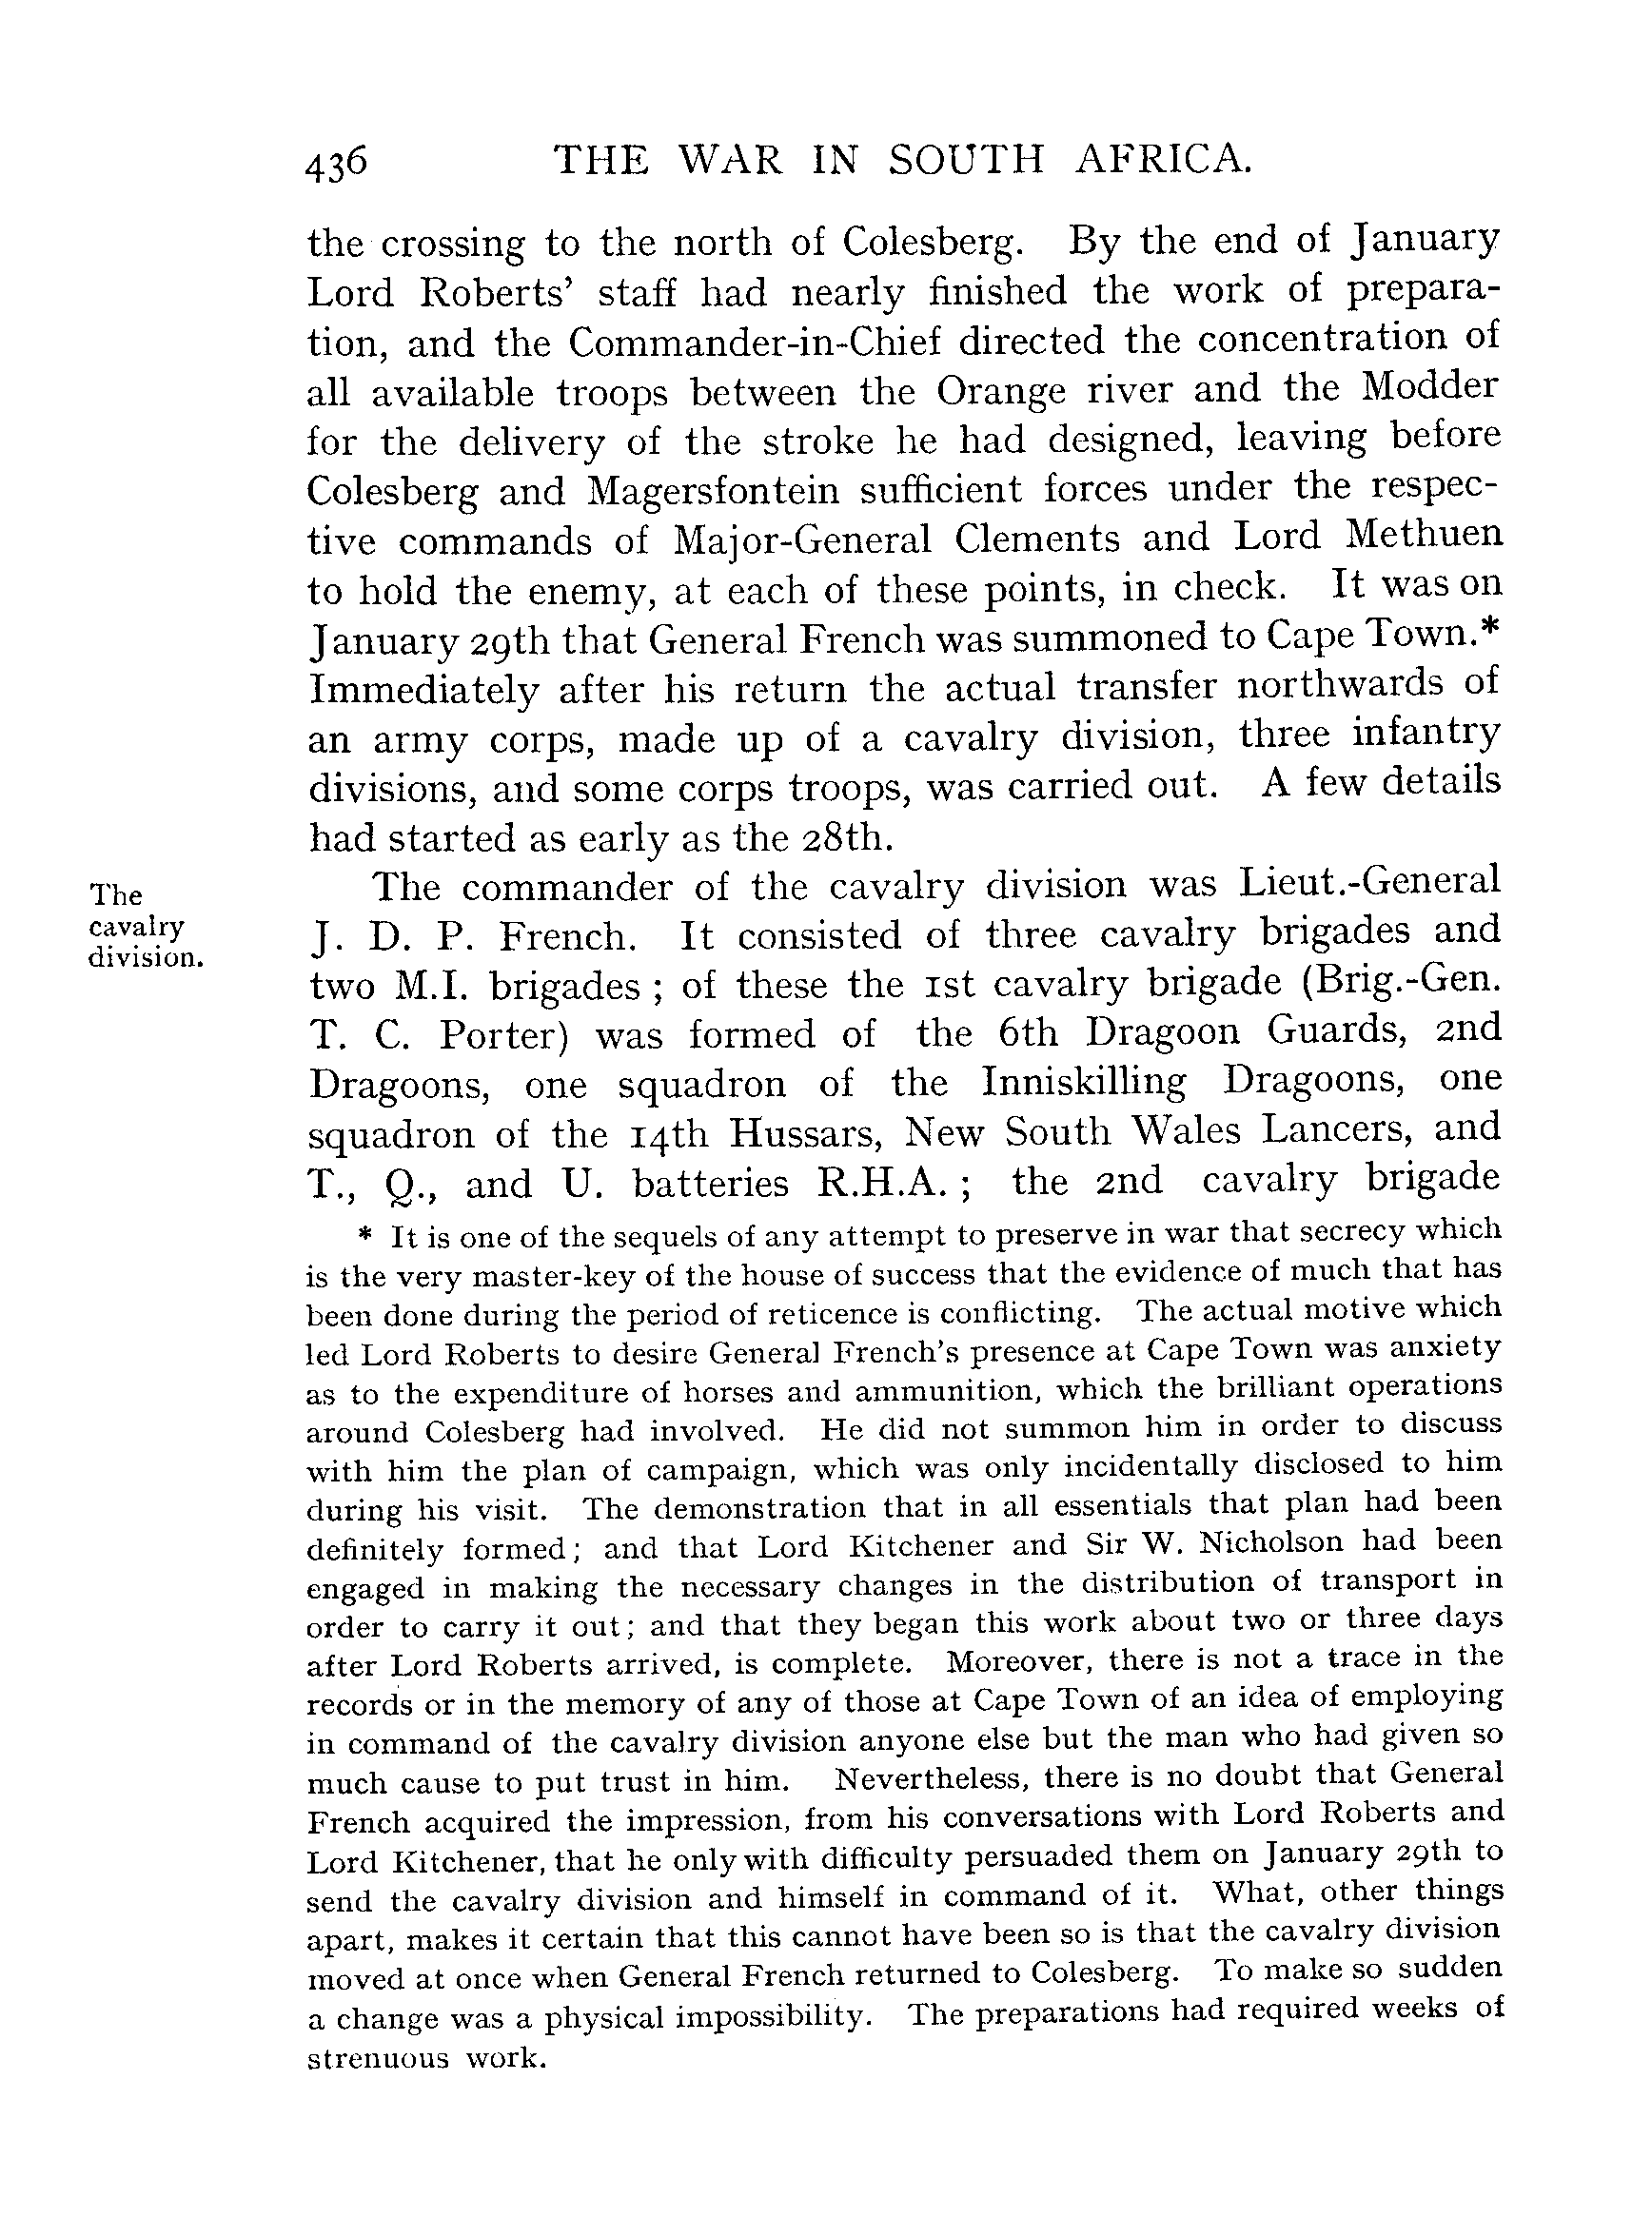 436 THE WAR IN SOUTH AFRICA.
the crossing to the north of Colesberg. By the end of January
Lord Roberts' staff had nearly finished the work of prepara-
tion, and the Commander-in-Chief directed the concentration of
all available troops between the Orange river and the Modder
for the delivery of the stroke he had designed, leaving before
Colesberg and Magersfontein sufficient forces under the respec-
tive commands of Major-General Clements and Lord Methuen
to hold the enemy, at each of these points, in check. It was on
January 29th that General French was summoned to Cape Town.*
Immediately after his return the actual transfer northwards of
an army corps, made up of a cavalry division, three infantry
divisions, and some corps troops, was carried out. A few details
had started as early as the 28th.
The
cavalry
division.
The commander of the cavalry division was Lieut.-General
J. D. P. French. It consisted of three cavalry brigades and
two M.I. brigades; of these the 1st cavalry brigade (Brig.-Gen.
T. C. Porter) was formed of the 6th Dragoon Guards, 2nd
Dragoons, one squadron of the Inniskilling Dragoons, one
squadron of the 14th Hussars, New South Wales Lancers, and
T., Q., and U. batteries R.H.A.; the 2nd cavalry brigade
* It is one of the sequels of any attempt to preserve in war that secrecy which
is the very master-key of the house of success that the evidence of much that has
been done during the period of reticence is conflicting. The actual motive which
led Lord Roberts to desire General French's presence at Cape Town was anxiety
as to the expenditure of horses and ammunition, which the brilliant operations
around Colesberg had involved. He did not summon him in order to discuss
with him the plan of campaign, which was only incidentally disclosed to him
during his visit. The demonstration that in all essentials that plan had been
definitely formed; and that Lord Kitchener and Sir W. Nicholson had been
engaged in making the necessary changes in the distribution of transport in
order to carry it out; and that they began this work about two or three days
after Lord Roberts arrived, is complete. Moreover, there is not a trace in the
records or in the memory of any of those at Cape Town of an idea of employing
in command of the cavalry division anyone else but the man who had given so
much cause to put trust in him. Nevertheless, there is no doubt that General
French acquired the impression, from his conversations with Lord Roberts and
Lord Kitchener, that he only with difficulty persuaded them on January 29th to
send the cavalry division and himself in command of it. What, other things
apart, makes it certain that this cannot have been so is that the cavalry division
moved at once when General French returned to Colesberg. To make so sudden
a change was a physical impossibility. The preparations had required weeks of
strenuous work.